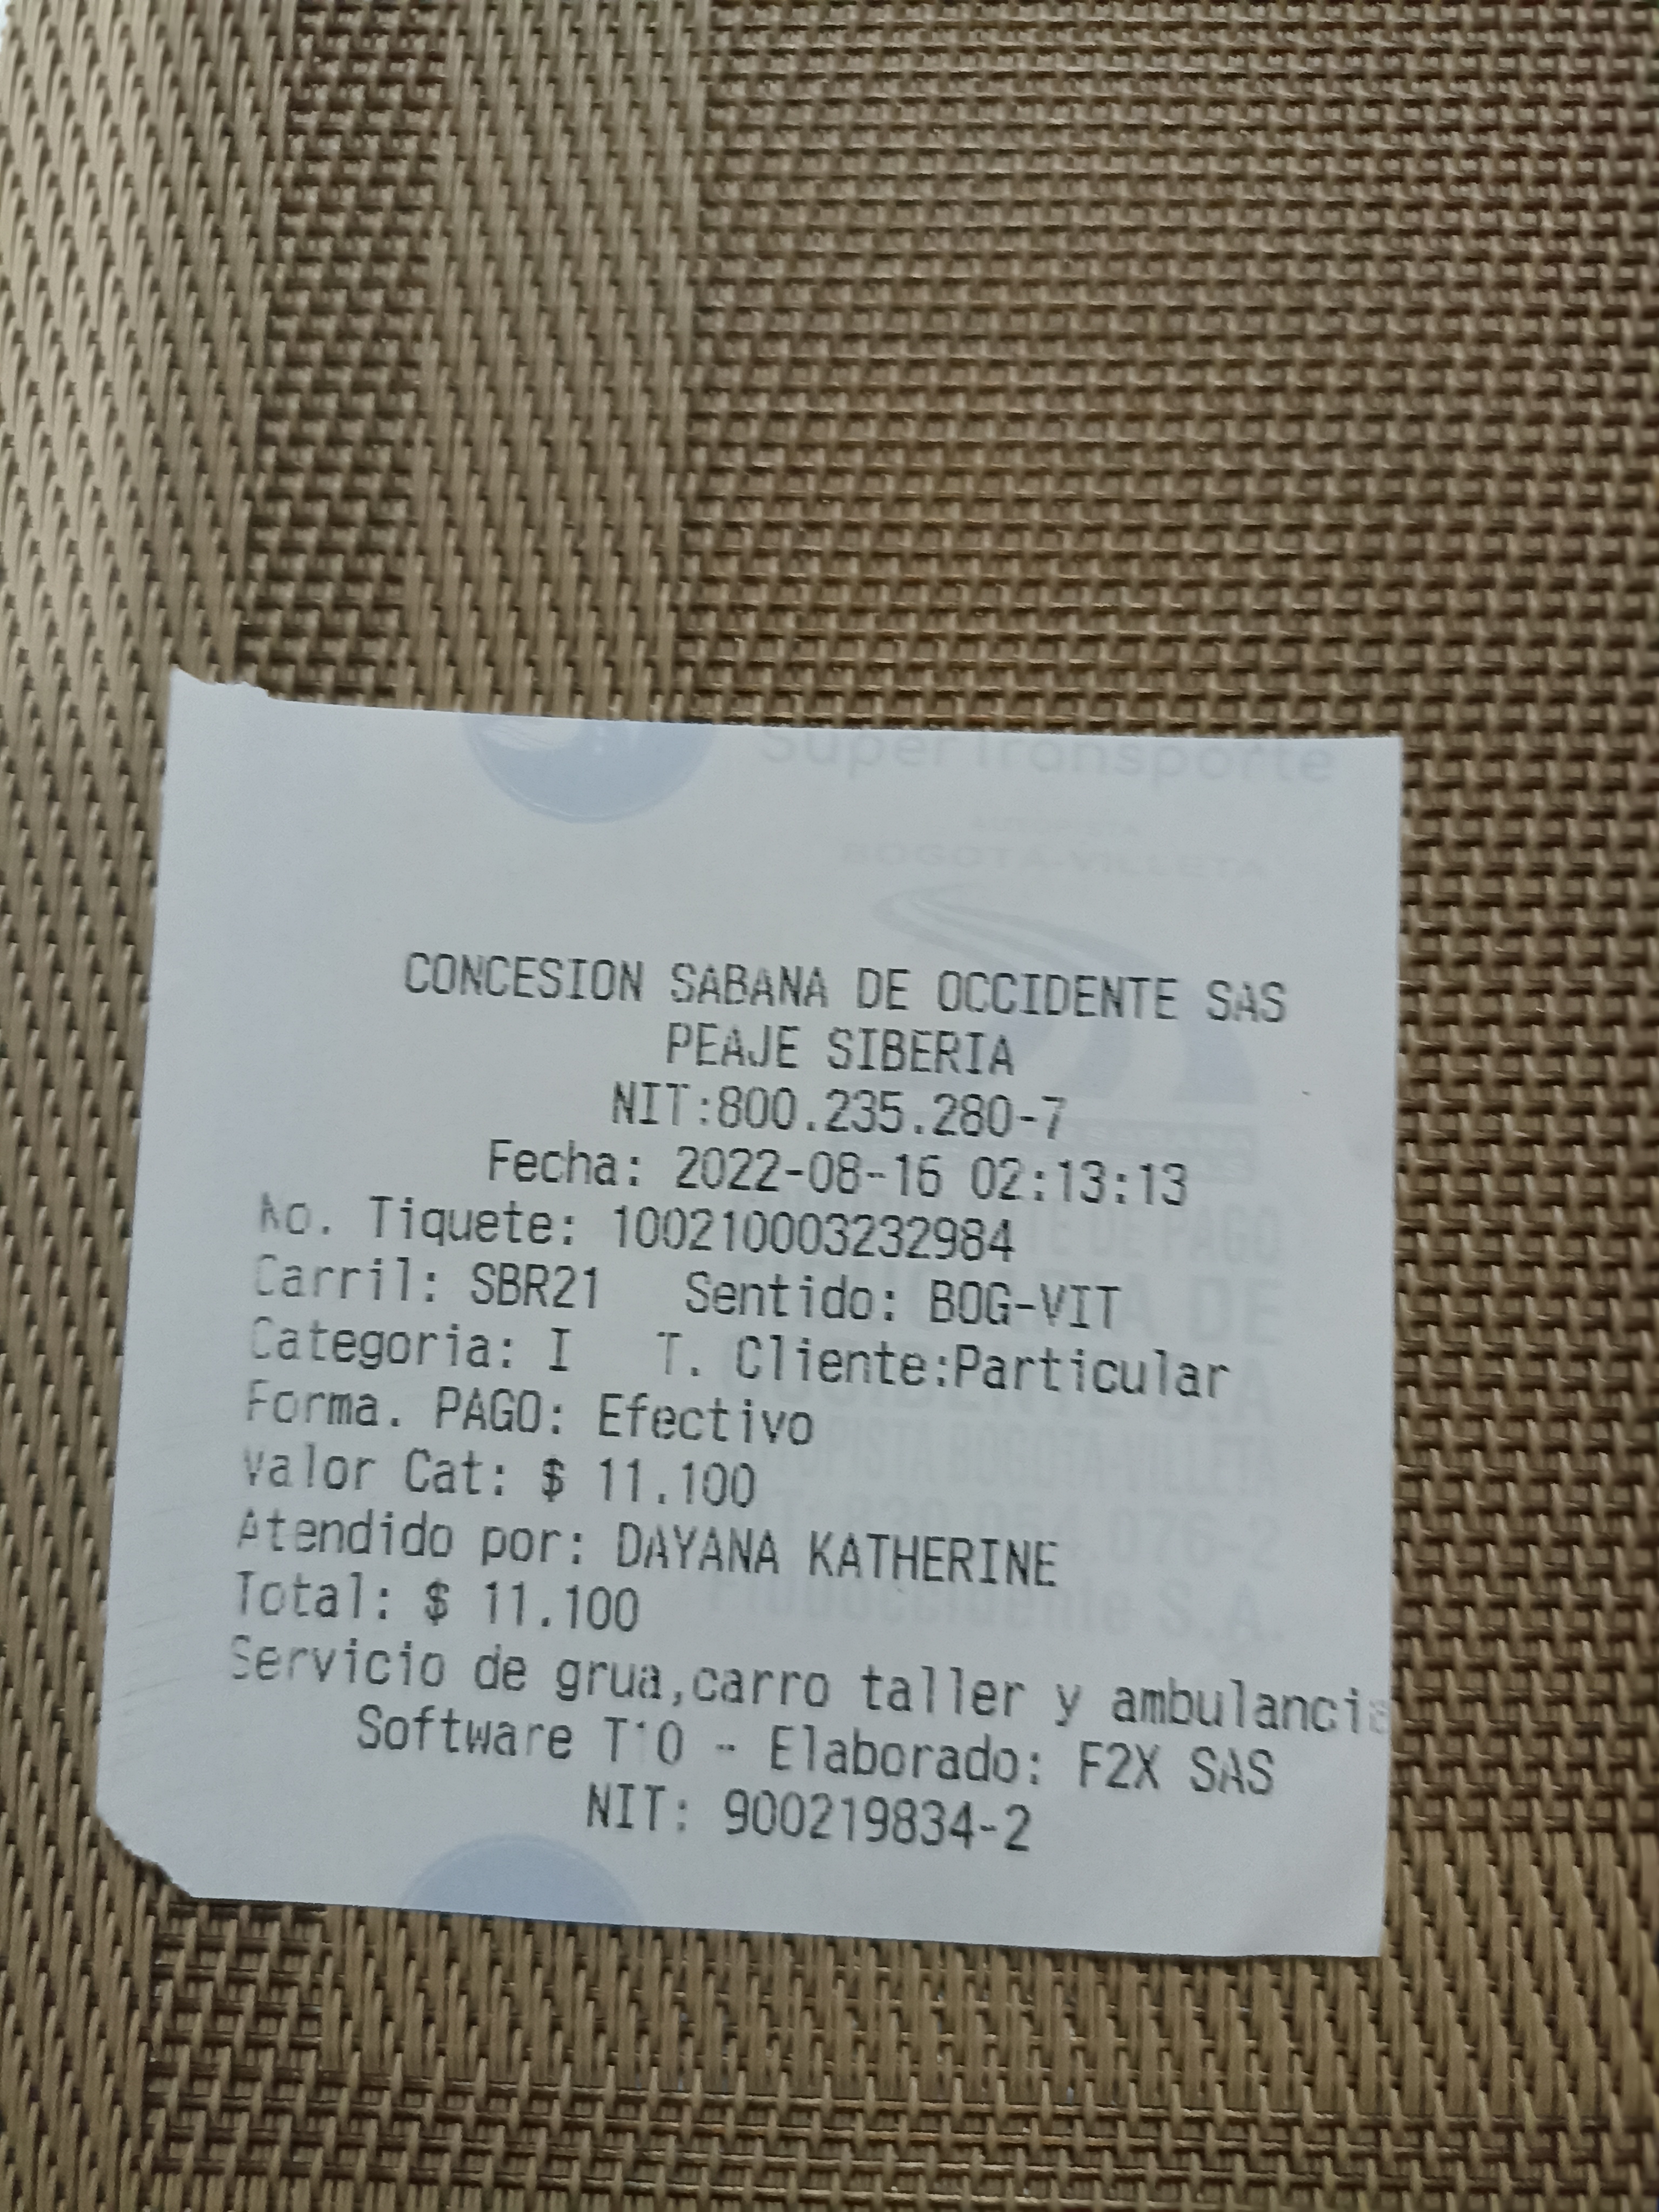 SuperTransporte
BOGOTA-VILLETA
CONCESION SABANA DE OCCIDENTE SAS
PEAJE SIBERIA
NIT:800.235.280-7
Fecha: 2022-08-16 02:13:13
No. Tiquete: 100210003232984
Carril: SBR21 Sentido: BOG-VIT
Categoria: I T. Cliente:Particular
Forma. PAGO: Efectivo
Valor Cat: $ 11.100
Atendido por: DAYANA KATHERINE
Total: $ 11.100
Servicio de grua,carro taller y ambulancia
Software - Elaborado: F2X SAS
NIT: 900219834-2